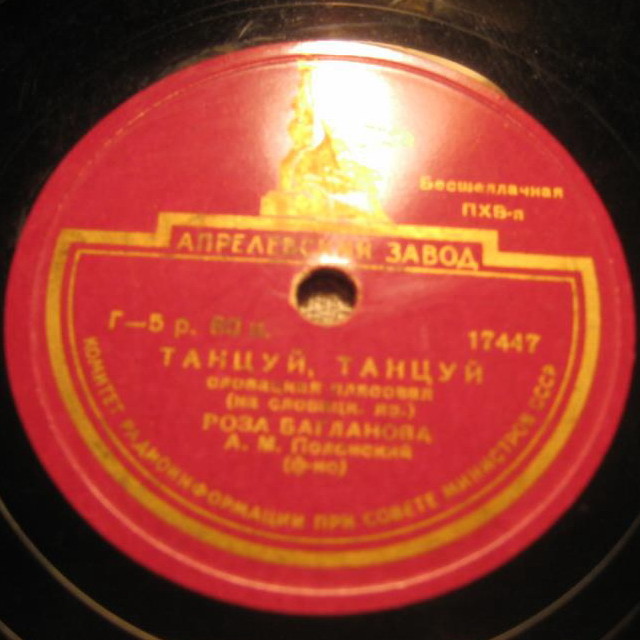 Бесшеллачная
ПХВ-п
АПРЕЛЕВСКИЙ ЗАВОД
Г—5 р. 80 к.
17447
ТАНЦУЙ, ТАНЦУЙ
словацкая плясовая
(на словацк. яз.)
РОЗА БАГЛАНОВА
А. М. Полонский
(ф-но)
КОМИТЕТ РАДИОИНФОРМАЦИИ ПРИ СОВЕТЕ МИНИСТРОВ СССР